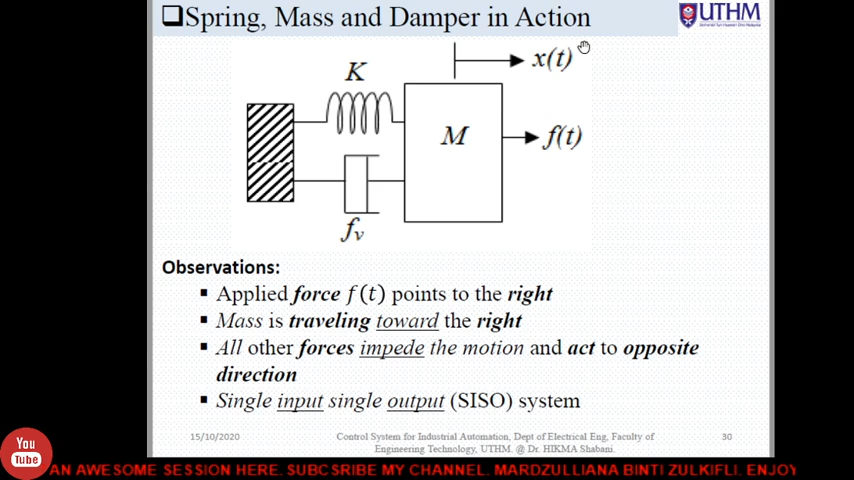 ❑Spring, Mass and Damper in Action
UTHM
x(t)
K
M
f(t)
fv
Observations:
▪ Applied force f(t) points to the right
▪ Mass is traveling toward the right
▪ All other forces impede the motion and act to opposite
direction
▪ Single input single output (SISO) system
15/10/2020
Control System for Industrial Automation, Dept of Electrical Eng, Faculty of
Engineering Technology, UTHM. @ Dr. HIKMA Shabani.
30
You
Tube
AN AWESOME SESSION HERE. SUBCSRIBE MY CHANNEL. MARDZULLIANA BINTI ZULKIFLI. ENJOY